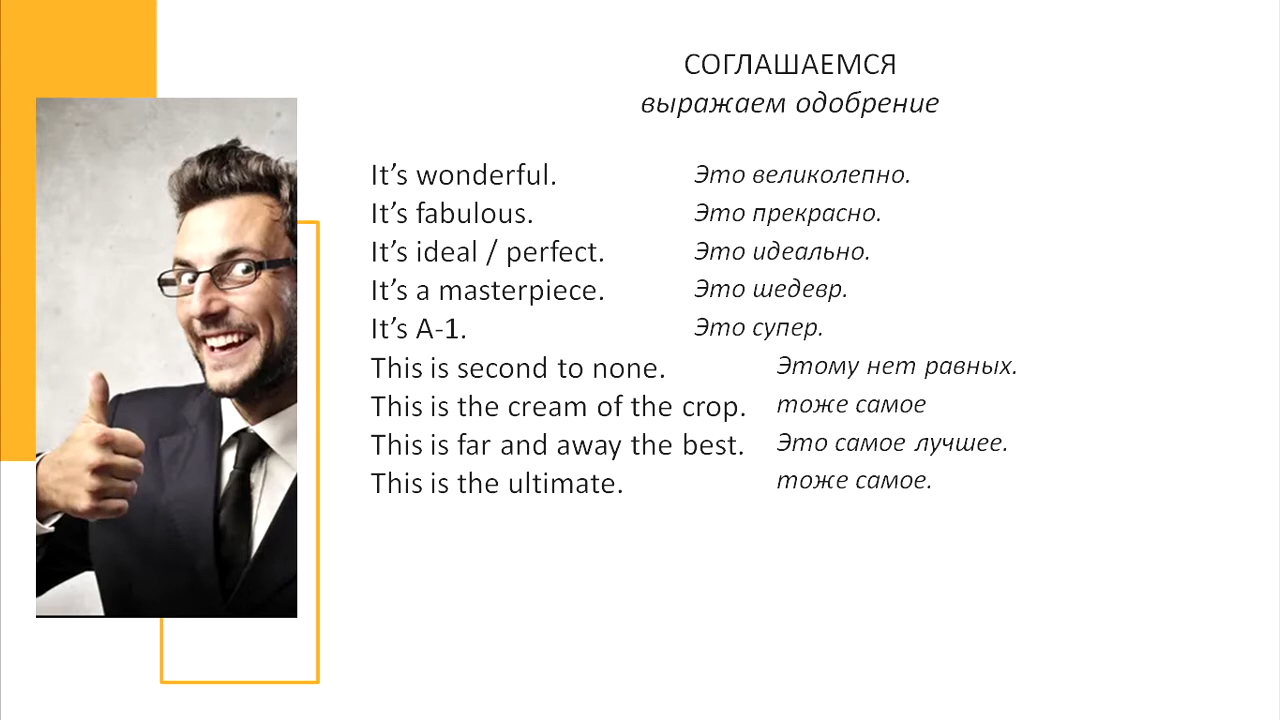 СОГЛАШАЕМСЯ
выражаем одобрение
It’s wonderful. Это великолепно.
It’s fabulous. Это прекрасно.
It’s ideal / perfect. Это идеально.
It’s a masterpiece. Это шедевр.
It’s A-1. Это супер.
This is second to none. Этому нет равных.
This is the cream of the crop. тоже самое
This is far and away the best. Это самое лучшее.
This is the ultimate. тоже самое.